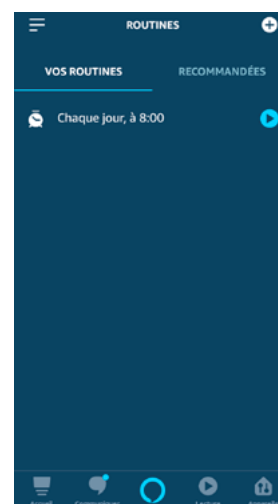 ROUTINES
VOS ROUTINES
RECOMMANDÉES
Chaque jour, à 8:00